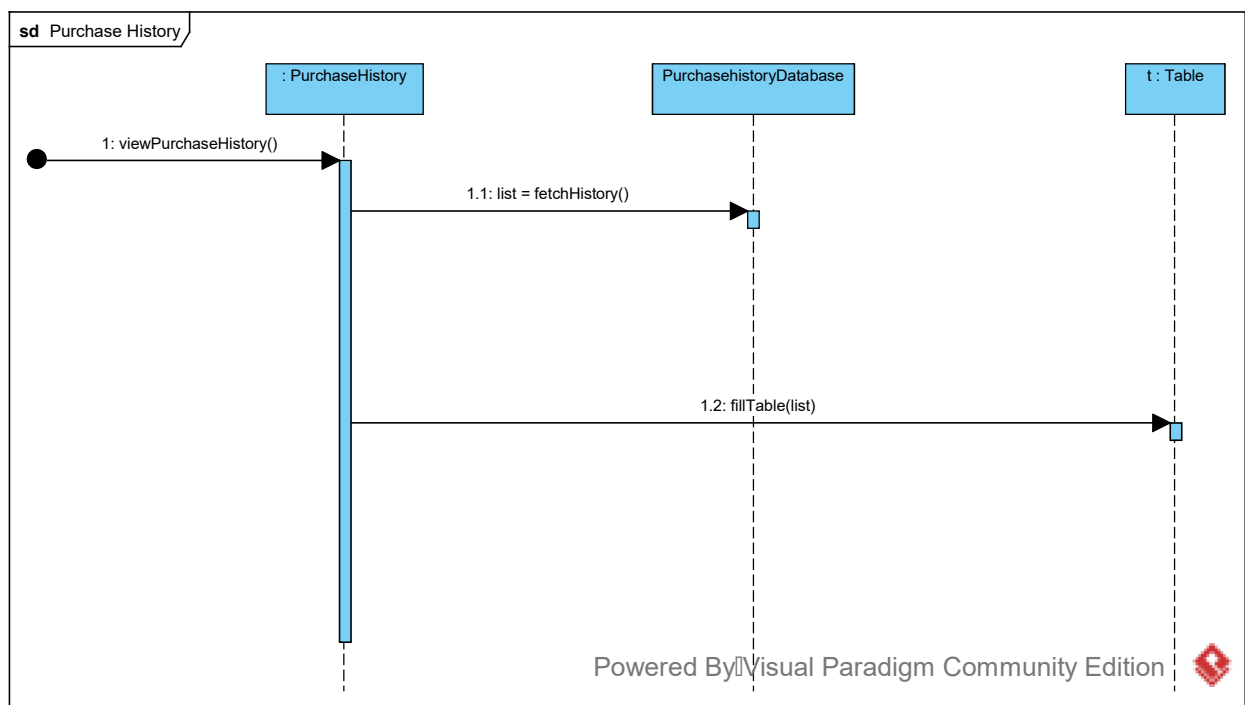 sd Purchase History
: PurchaseHistory
PurchasehistoryDatabase
t : Table
1: viewPurchaseHistory()
1.1: list = fetchHistory()
1.2: fillTable(list)
Powered By Visual Paradigm Community Edition